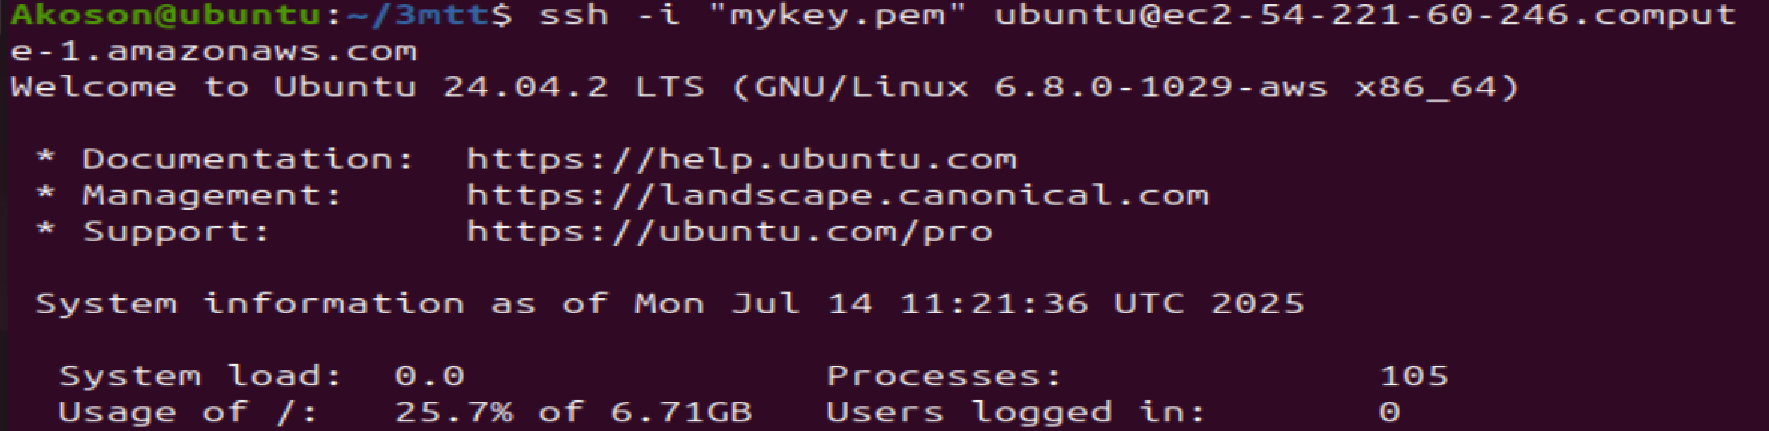 Akoson@ubuntu:~/3mtt$ ssh -i "mykey.pem" ubuntu@ec2-54-221-60-246.comput
e-1.amazonaws.com
Welcome to Ubuntu 24.04.2 LTS (GNU/Linux 6.8.0-1029-aws x86_64)
* Documentation: https://help.ubuntu.com
* Management: https://landscape.canonical.com
* Support: https://ubuntu.com/pro
System information as of Mon Jul 14 11:21:36 UTC 2025
System load: 0.0 Processes: 105
Usage of /: 25.7% of 6.71GB Users logged in: 0